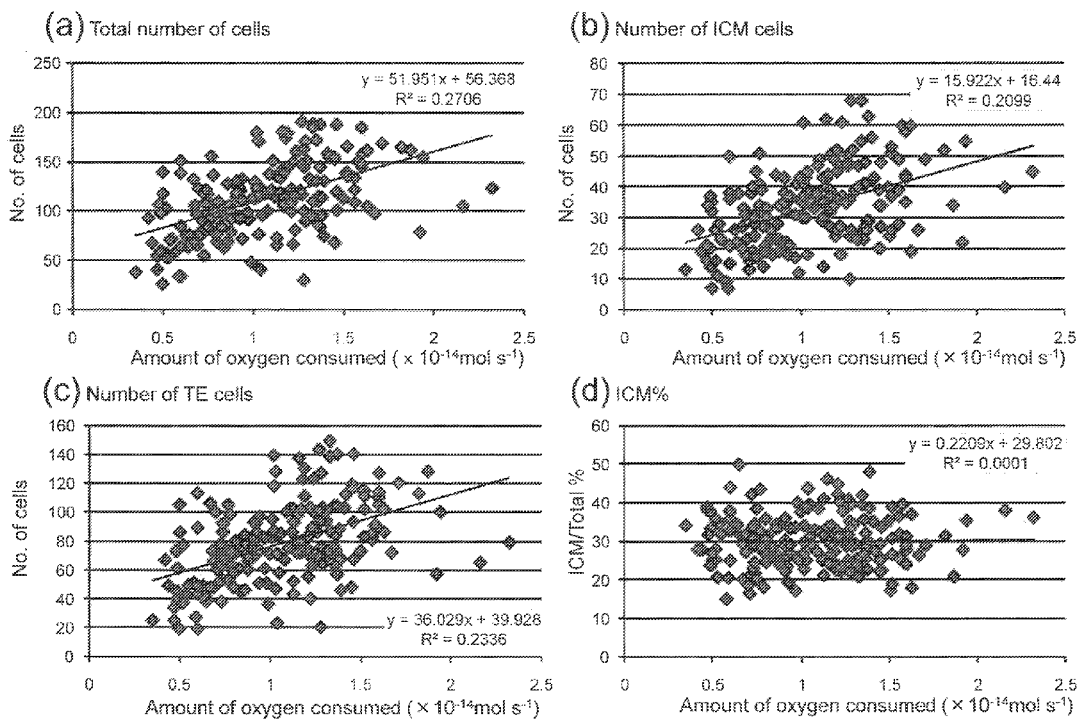 (a) Total number of cells
250
200
150
100
50
0
No. of cells
y = 51.951x + 56.368
R² = 0.2706
0 0.5 1 1.5 2 2.5
Amount of oxygen consumed ( × 10-14mol s-1)
(b) Number of ICM cells
80
70
60
50
40
30
20
10
0
No. of cells
y = 15.922x + 16.44
R² = 0.2099
0 0.5 1 1.5 2 2.5
Amount of oxygen consumed ( × 10-14mol s-1)
(c) Number of TE cells
160
140
120
100
80
60
40
20
0
No. of cells
y = 36.029x + 39.928
R² = 0.2336
0 0.5 1 1.5 2 2.5
Amount of oxygen consumed ( × 10-14mol s-1)
(d) ICM%
60
50
40
30
20
10
0
ICM/Total %
y = 0.2209x + 29.802
R² = 0.0001
0 0.5 1 1.5 2 2.5
Amount of oxygen consumed ( × 10-14mol s-1)